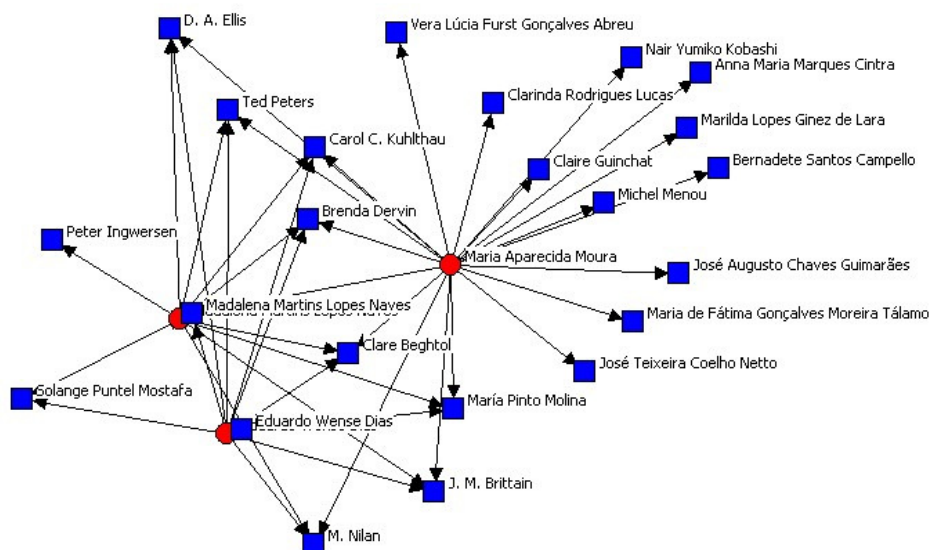 D. A. Ellis
Vera Lúcia Furst Gonçalves Abreu
Nair Yumiko Kobashi
Anna Maria Marques Cintra
Ted Peters
Clarinda Rodrigues Lucas
Marilda Lopes Ginez de Lara
Carol C. Kuhlthau
Claire Guinchat
Bernadete Santos Campello
Michel Menou
Brenda Dervin
Peter Ingwersen
Maria Aparecida Moura
José Augusto Chaves Guimarães
Madalena Martins Lopes Naves
Maria de Fátima Gonçalves Moreira Tálamo
Clare Beghtol
José Teixeira Coelho Netto
Solange Puntel Mostafa
María Pinto Molina
Eduardo Wense Dias
J. M. Brittain
M. Nilan